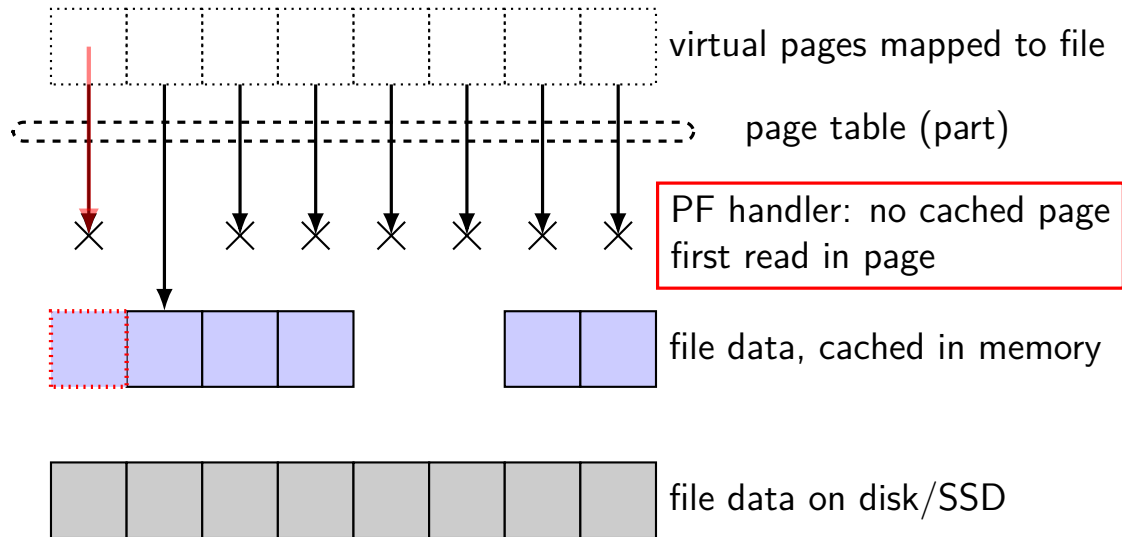 virtual pages mapped to file
page table (part)
PF handler: no cached page
first read in page
file data, cached in memory
file data on disk/SSD